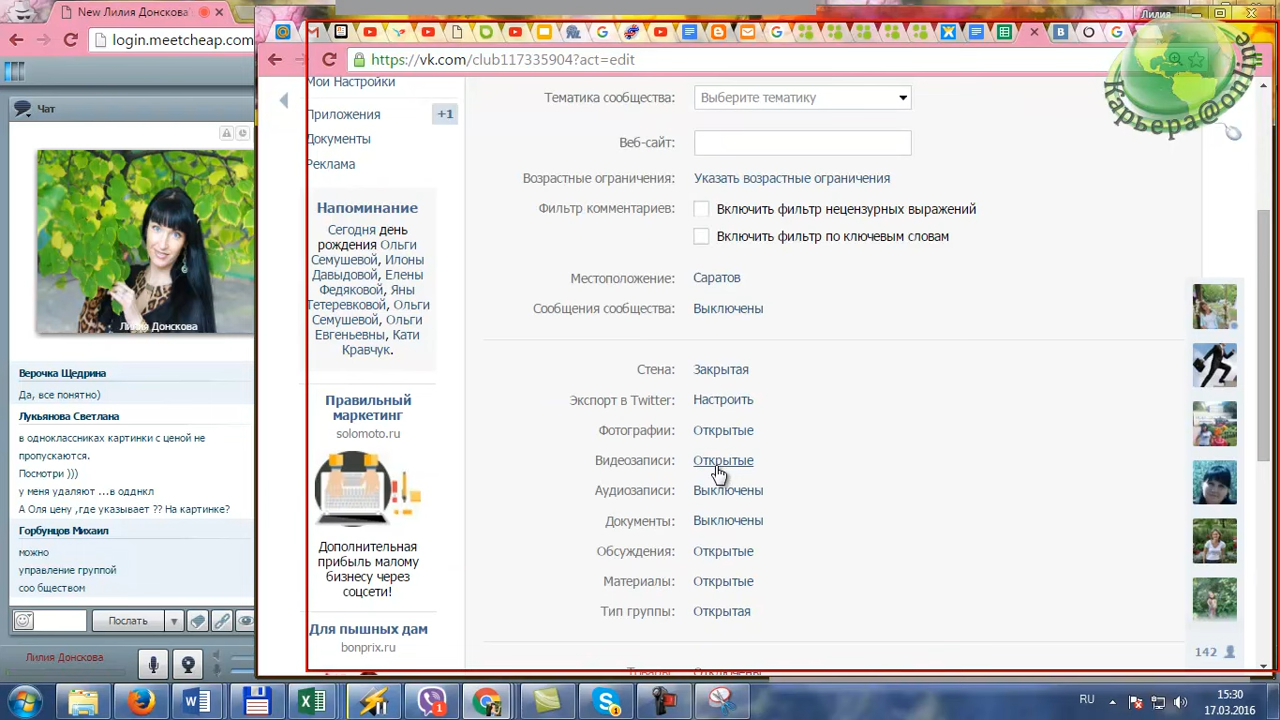 New Лилия Донскова
login.meetcheap.com
Чат
Лилия Донскова
Верочка Щедрина
Да, все понятно)
Лукьянова Светлана
в одноклассниках картинки с ценой не
пропускаются.
Посмотри )))
у меня удаляют ...в однкл
А Оля цену ,где указывает ?? На картинке?
Горбунцов Михаил
можно
управление группой
соо бществом
Послать
Лилия Донскова
Лилия
https://vk.com/club117335904?act=edit
Карьера@online
Мои Настройки
Приложения
+1
Документы
Реклама
Напоминание
Сегодня день
рождения Ольги
Семушевой, Илоны
Давыдовой, Елены
Федяковой, Яны
Тетеревковой, Ольги
Семушевой, Ольги
Евгеньевны, Кати
Кравчук.
Правильный
маркетинг
solomoto.ru
Дополнительная
прибыль малому
бизнесу через
соцсети!
Для пышных дам
bonprix.ru
Тематика сообщества: Выберите тематику
Веб-сайт:
Возрастные ограничения: Указать возрастные ограничения
Фильтр комментариев: Включить фильтр нецензурных выражений
Включить фильтр по ключевым словам
Местоположение: Саратов
Сообщения сообщества: Выключены
Стена: Закрытая
Экспорт в Twitter: Настроить
Фотографии: Открытые
Видеозаписи: Открытые
Аудиозаписи: Выключены
Документы: Выключены
Обсуждения: Открытые
Материалы: Открытые
Тип группы: Открытая
142
RU
15:30
17.03.2016